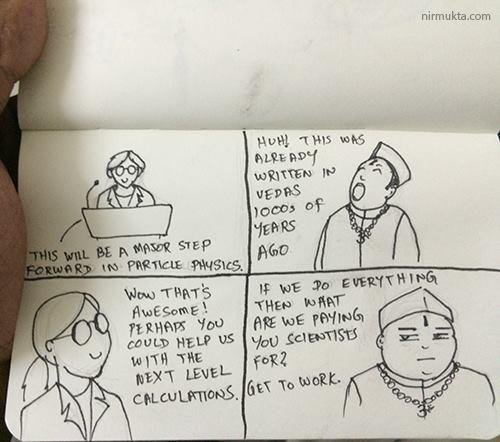 nirmukta.com
THIS WILL BE A MAJOR STEP
FORWARD IN PARTICLE PHYSICS.
HUH! THIS WAS
ALREADY
WRITTEN IN
VEDAS
1000s OF
YEARS
AGO
WOW THAT'S
AWESOME!
PERHAPS YOU
COULD HELP US
WITH THE
NEXT LEVEL
CALCULATIONS.
IF WE DO EVERYTHING
THEN WHAT
ARE WE PAYING
YOU SCIENTISTS
FOR?
GET TO WORK.